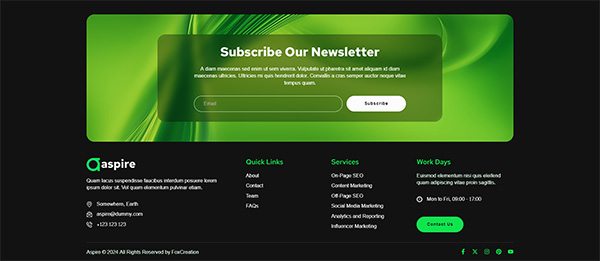 Subscribe Our Newsletter
A diam maecenas sed enim ut sem viverra. Vulputate ut pharetra sit amet aliquam id diam
maecenas ultricies. Ultricies mi quis hendrerit dolor. Convallis a cras semper auctor neque vitae
tempus quam.
Email
Subscribe
aspire
Quam lacus suspendisse faucibus interdum posuere lorem
ipsum dolor sit. Vel quam elementum pulvinar etiam.
Somewhere, Earth
aspire@dummy.com
+123 123 123
Quick Links
About
Contact
Team
FAQs
Services
On-Page SEO
Content Marketing
Off-Page SEO
Social Media Marketing
Analytics and Reporting
Influencer Marketing
Work Days
Euismod elementum nisi quis eleifend
quam adipiscing vitae proin sagittis.
Mon to Fri, 09:00 - 17:00
Contact Us
Aspire © 2024 All Rights Reserved by FoxCreation